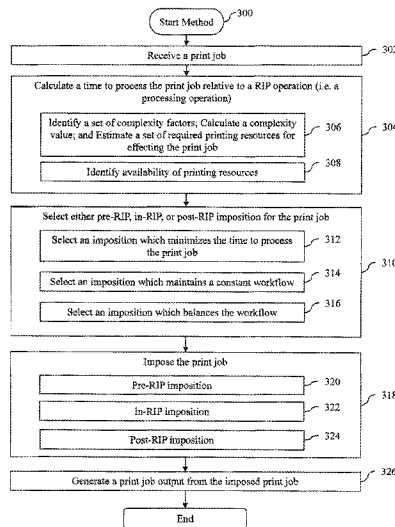 Start Method
300
Receive a print job
302
Calculate a time to process the print job relative to a RIP operation (i.e. a
processing operation)
304
Identify a set of complexity factors; Calculate a complexity
value; and Estimate a set of required printing resources for
effecting the print job
306
Identify availability of printing resources
308
Select either pre-RIP, in-RIP, or post-RIP imposition for the print job
310
Select an imposition which minimizes the time to process
the print job
312
Select an imposition which maintains a constant workflow
314
Select an imposition which balances the workflow
316
Impose the print job
318
Pre-RIP imposition
320
in-RIP imposition
322
Post-RIP imposition
324
Generate a print job output from the imposed print job
326
End